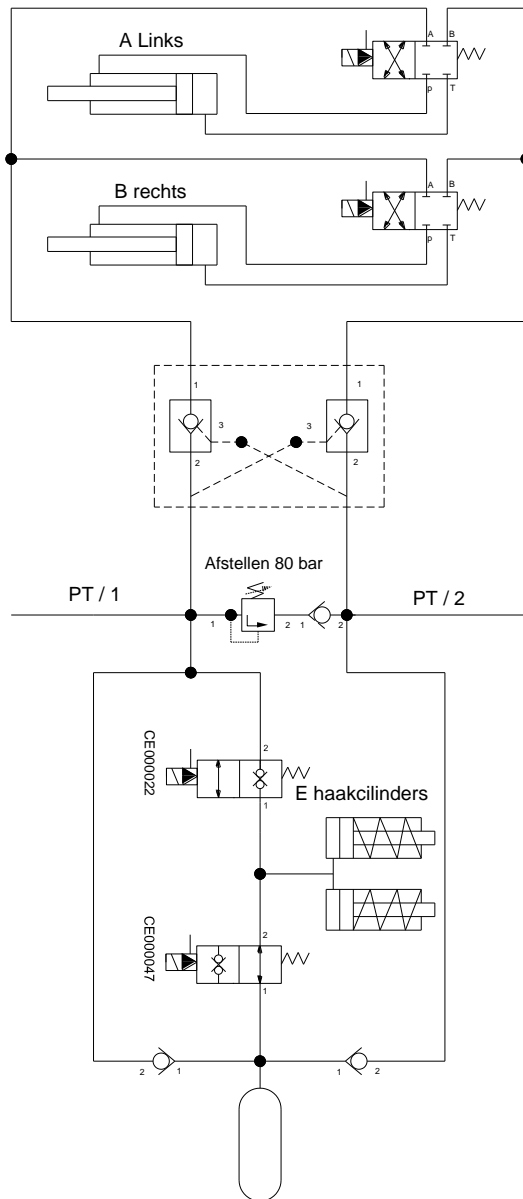 A B
A Links
p T
A B
B rechts
p T
1 1
3 3
2 2
Afstellen 80 bar
PT / 1 PT / 2
1 2 1 2
CE000022
2
1
E haakcilinders
CE000047
2
1
2 1 1 2